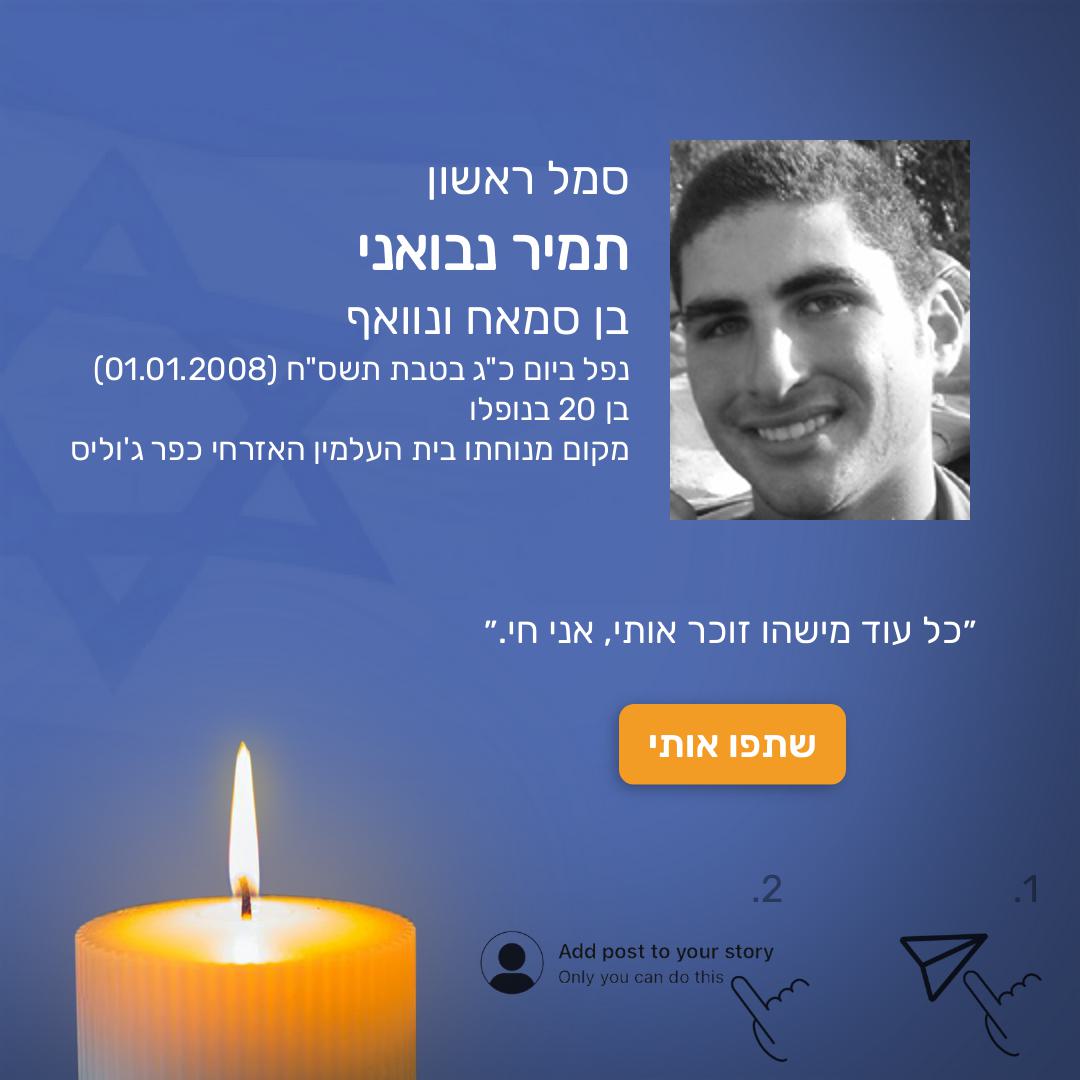 סמל ראשון
תמיר נבואני
בן סמאח ונוואף
נפל ביום כ"ג בטבת תשס"ח (01.01.2008)
בן 20 בנופלו
מקום מנוחתו בית העלמין האזרחי כפר ג'וליס
״כל עוד מישהו זוכר אותי, אני חי.״
שתפו אותי
1.
2.
Add post to your story
Only you can do this